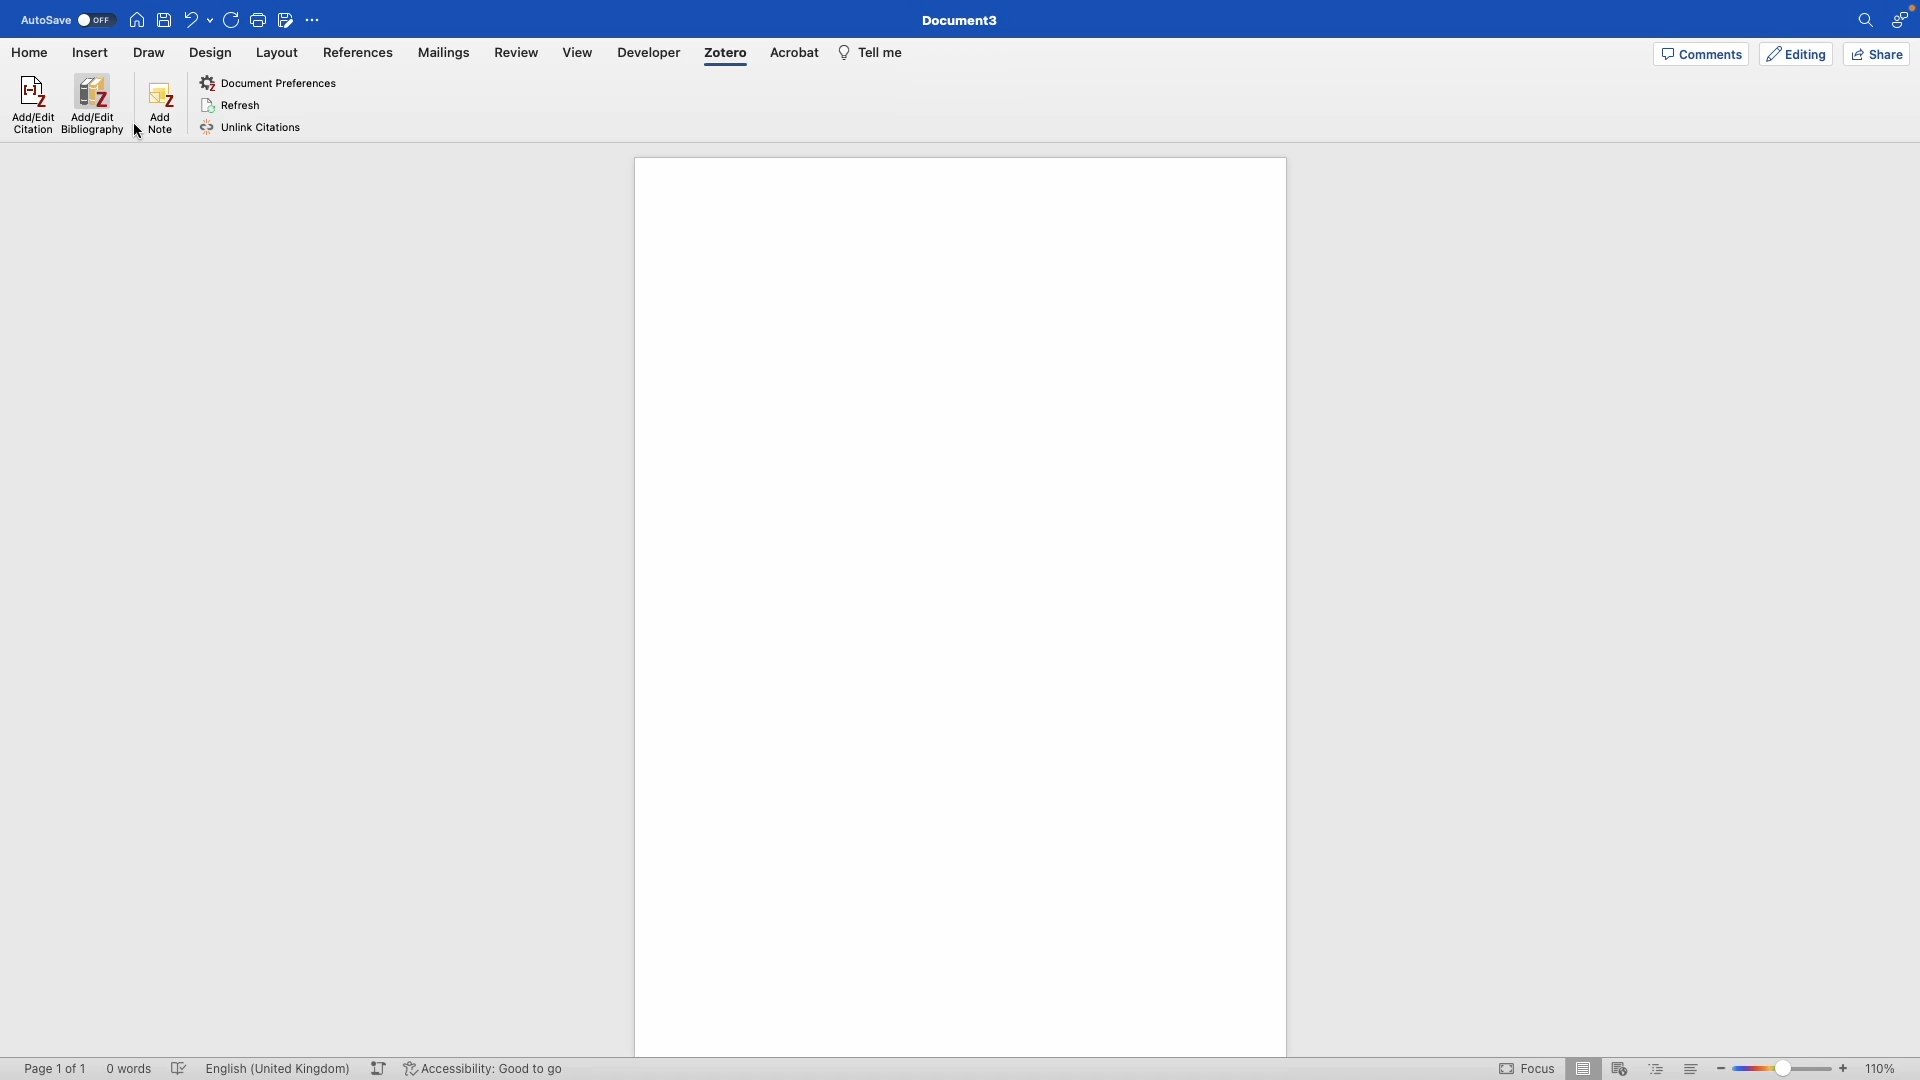 AutoSave OFF Document3
Home Insert Draw Design Layout References Mailings Review View Developer Zotero Acrobat Tell me Comments Editing Share
Add/Edit Citation
Add/Edit Bibliography
Add Note
Document Preferences
Refresh
Unlink Citations
Page 1 of 1 0 words English (United Kingdom) Accessibility: Good to go Focus 110%